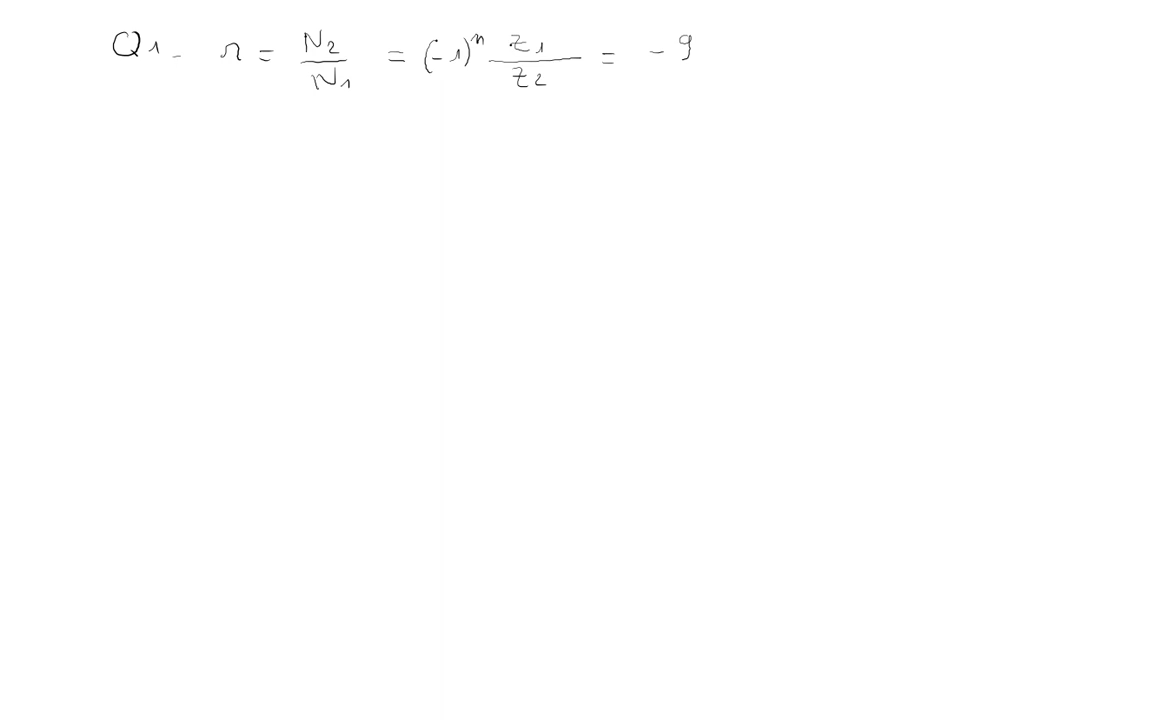 Q1 - r = N2/N1 = (-1)^n Z1/Z2 = - 9